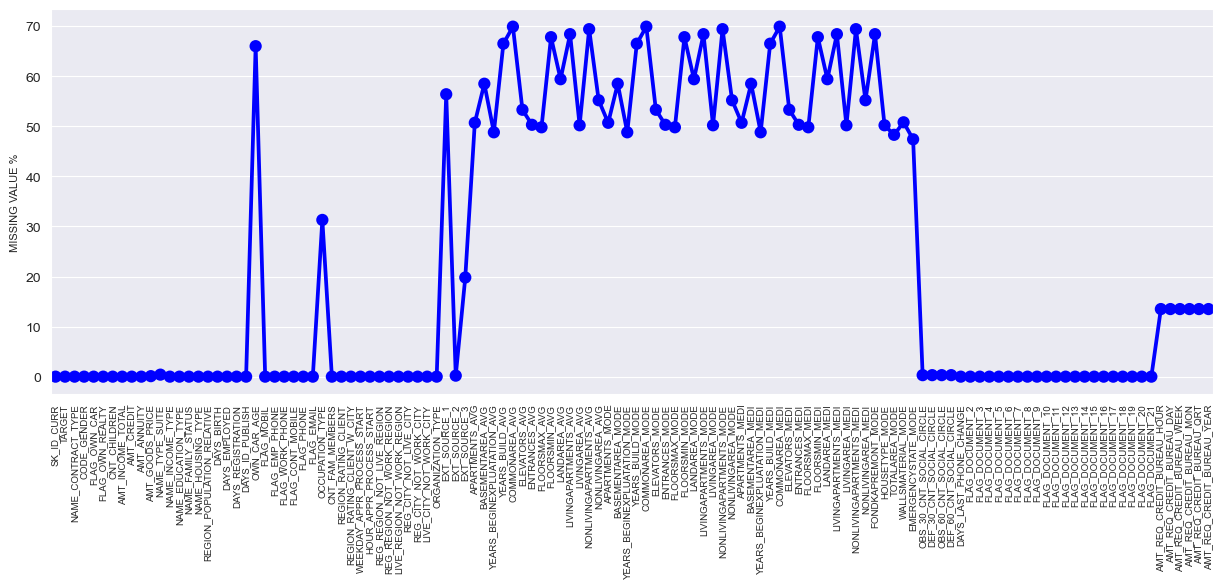 70
60
50
40
30
20
10
0
MISSING VALUE %
SK_ID_CURR
TARGET
NAME_CONTRACT_TYPE
CODE_GENDER
FLAG_OWN_CAR
FLAG_OWN_REALTY
CNT_CHILDREN
AMT_INCOME_TOTAL
AMT_CREDIT
AMT_ANNUITY
AMT_GOODS_PRICE
NAME_TYPE_SUITE
NAME_INCOME_TYPE
NAME_EDUCATION_TYPE
NAME_FAMILY_STATUS
NAME_HOUSING_TYPE
REGION_POPULATION_RELATIVE
DAYS_BIRTH
DAYS_EMPLOYED
DAYS_REGISTRATION
DAYS_ID_PUBLISH
OWN_CAR_AGE
FLAG_MOBIL
FLAG_EMP_PHONE
FLAG_WORK_PHONE
FLAG_CONT_MOBILE
FLAG_PHONE
FLAG_EMAIL
OCCUPATION_TYPE
CNT_FAM_MEMBERS
REGION_RATING_CLIENT
REGION_RATING_CLIENT_W_CITY
WEEKDAY_APPR_PROCESS_START
HOUR_APPR_PROCESS_START
REG_REGION_NOT_LIVE_REGION
REG_REGION_NOT_WORK_REGION
LIVE_REGION_NOT_WORK_REGION
REG_CITY_NOT_LIVE_CITY
REG_CITY_NOT_WORK_CITY
LIVE_CITY_NOT_WORK_CITY
ORGANIZATION_TYPE
EXT_SOURCE_1
EXT_SOURCE_2
EXT_SOURCE_3
APARTMENTS_AVG
BASEMENTAREA_AVG
YEARS_BEGINEXPLUATATION_AVG
YEARS_BUILD_AVG
COMMONAREA_AVG
ELEVATORS_AVG
ENTRANCES_AVG
FLOORSMAX_AVG
FLOORSMIN_AVG
LANDAREA_AVG
LIVINGAPARTMENTS_AVG
LIVINGAREA_AVG
NONLIVINGAPARTMENTS_AVG
NONLIVINGAREA_AVG
APARTMENTS_MODE
BASEMENTAREA_MODE
YEARS_BEGINEXPLUATATION_MODE
YEARS_BUILD_MODE
COMMONAREA_MODE
ELEVATORS_MODE
ENTRANCES_MODE
FLOORSMAX_MODE
FLOORSMIN_MODE
LANDAREA_MODE
LIVINGAPARTMENTS_MODE
LIVINGAREA_MODE
NONLIVINGAPARTMENTS_MODE
NONLIVINGAREA_MODE
APARTMENTS_MEDI
BASEMENTAREA_MEDI
YEARS_BEGINEXPLUATATION_MEDI
YEARS_BUILD_MEDI
COMMONAREA_MEDI
ELEVATORS_MEDI
ENTRANCES_MEDI
FLOORSMAX_MEDI
FLOORSMIN_MEDI
LANDAREA_MEDI
LIVINGAPARTMENTS_MEDI
LIVINGAREA_MEDI
NONLIVINGAPARTMENTS_MEDI
NONLIVINGAREA_MEDI
FONDKAPREMONT_MODE
HOUSETYPE_MODE
TOTALAREA_MODE
WALLSMATERIAL_MODE
EMERGENCYSTATE_MODE
OBS_30_CNT_SOCIAL_CIRCLE
DEF_30_CNT_SOCIAL_CIRCLE
OBS_60_CNT_SOCIAL_CIRCLE
DEF_60_CNT_SOCIAL_CIRCLE
DAYS_LAST_PHONE_CHANGE
FLAG_DOCUMENT_2
FLAG_DOCUMENT_3
FLAG_DOCUMENT_4
FLAG_DOCUMENT_5
FLAG_DOCUMENT_6
FLAG_DOCUMENT_7
FLAG_DOCUMENT_8
FLAG_DOCUMENT_9
FLAG_DOCUMENT_10
FLAG_DOCUMENT_11
FLAG_DOCUMENT_12
FLAG_DOCUMENT_13
FLAG_DOCUMENT_14
FLAG_DOCUMENT_15
FLAG_DOCUMENT_16
FLAG_DOCUMENT_17
FLAG_DOCUMENT_18
FLAG_DOCUMENT_19
FLAG_DOCUMENT_20
FLAG_DOCUMENT_21
AMT_REQ_CREDIT_BUREAU_HOUR
AMT_REQ_CREDIT_BUREAU_DAY
AMT_REQ_CREDIT_BUREAU_WEEK
AMT_REQ_CREDIT_BUREAU_MON
AMT_REQ_CREDIT_BUREAU_QRT
AMT_REQ_CREDIT_BUREAU_YEAR